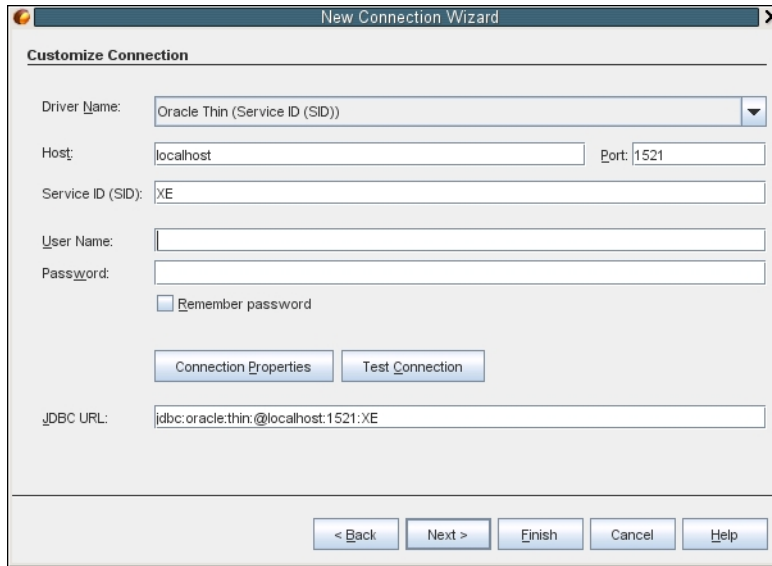 New Connection Wizard
Customize Connection
Driver Name: Oracle Thin (Service ID (SID))
Host: localhost Port: 1521
Service ID (SID): XE
User Name:
Password:
Remember password
Connection Properties Test Connection
JDBC URL: jdbc:oracle:thin:@localhost:1521:XE
< Back Next > Finish Cancel Help